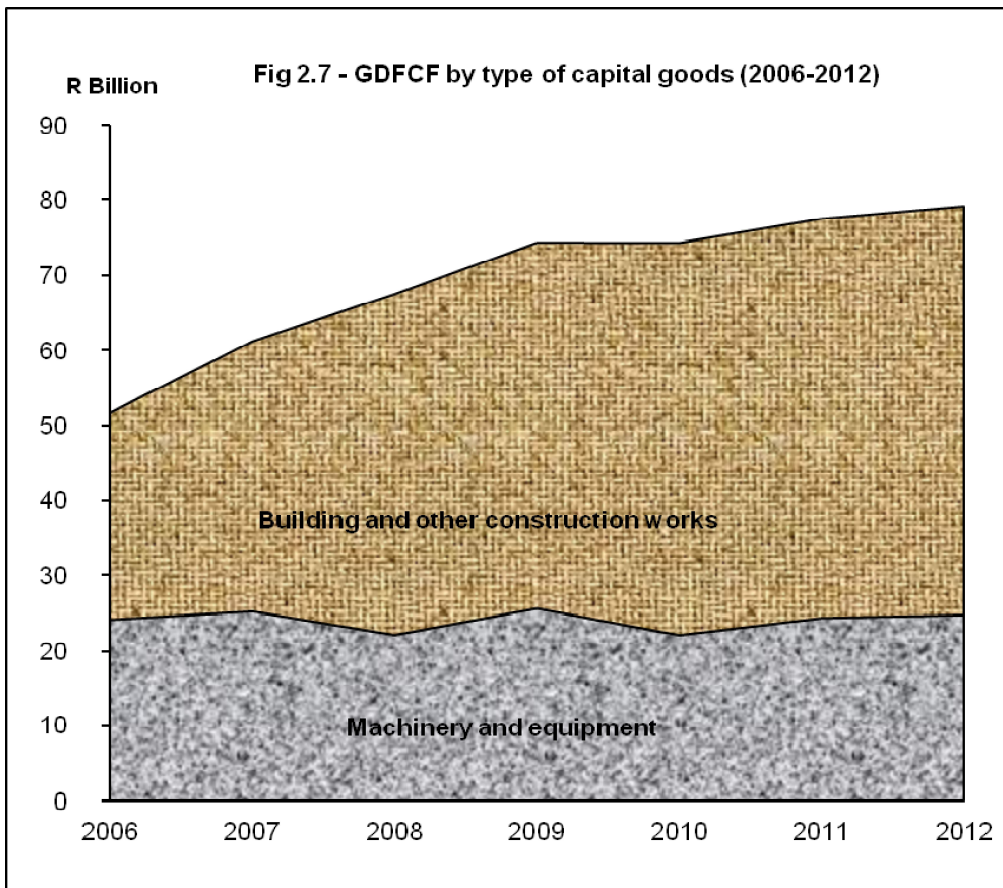 Fig 2.7 - GDFCF by type of capital goods (2006-2012)
R Billion
90
80
70
60
50
40
30
20
10
0
Building and other construction works
Machinery and equipment
2006 2007 2008 2009 2010 2011 2012